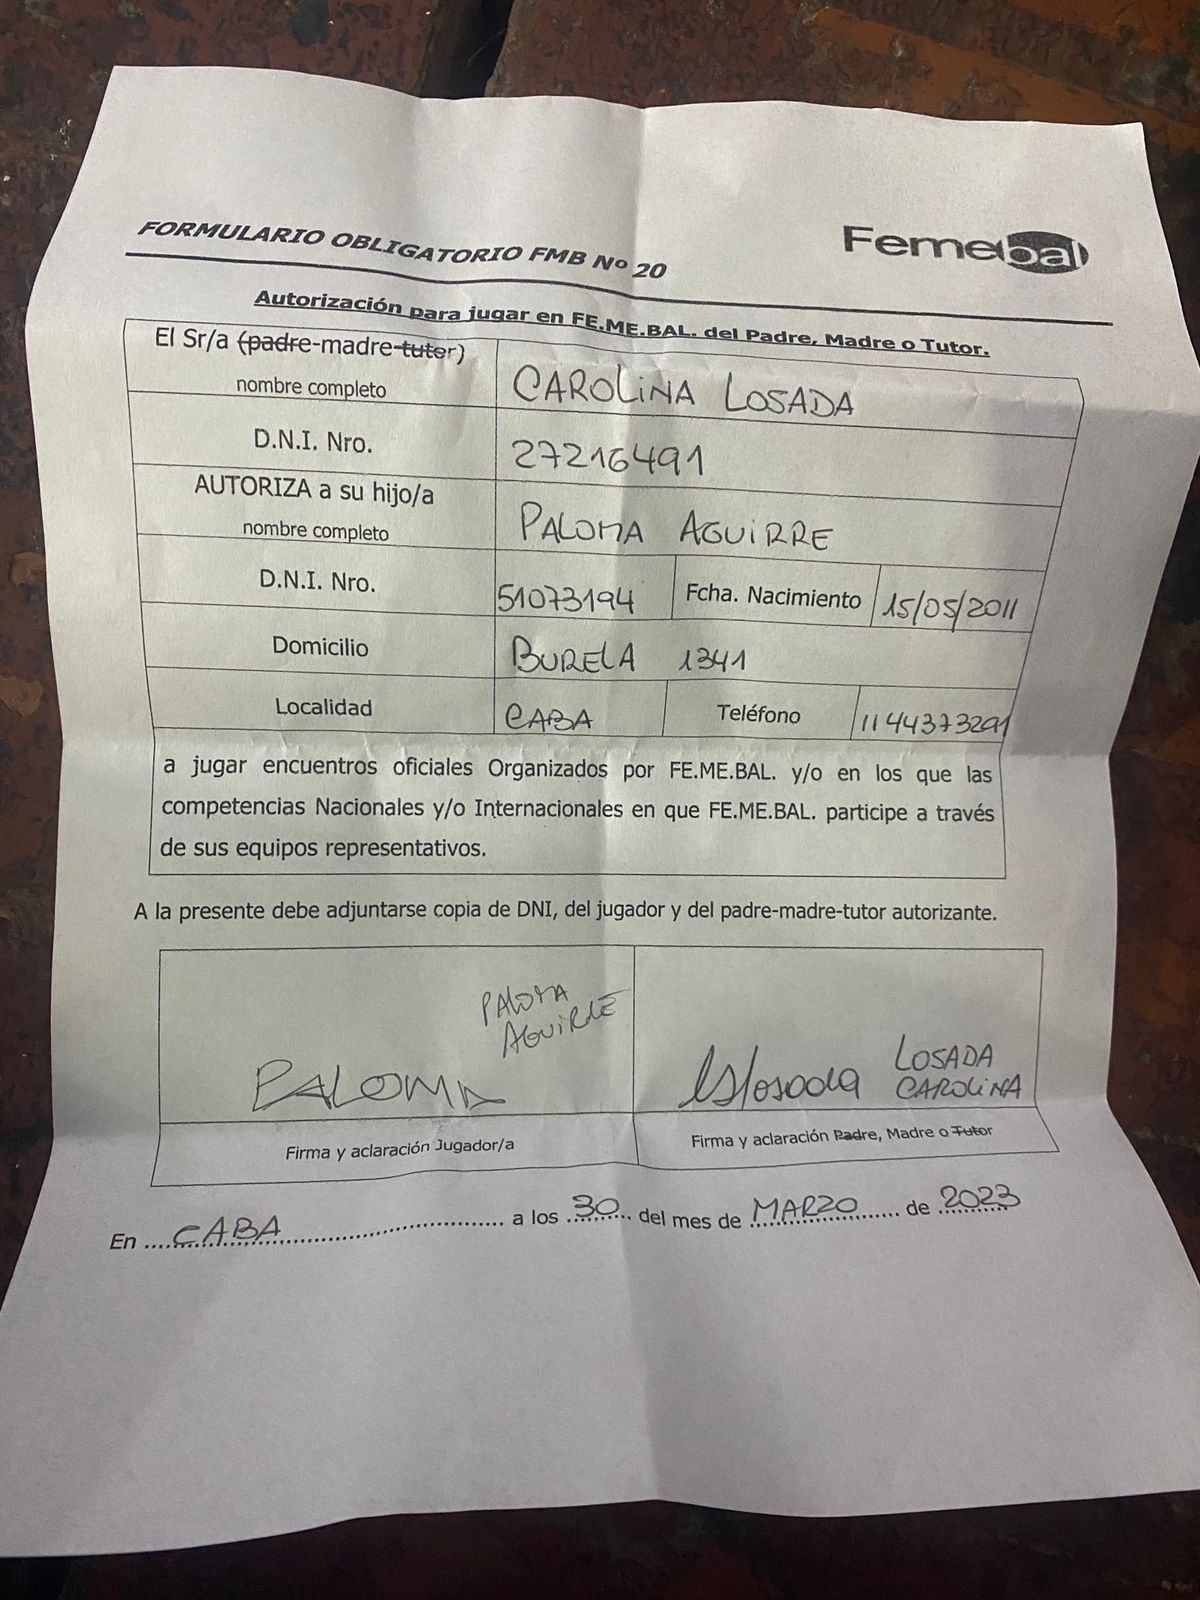 FORMULARIO OBLIGATORIO FMB Nº 20
Femebal
Autorización para jugar en FE.ME.BAL. del Padre, Madre o Tutor.
El Sr/a (padre-madre-tutor)
nombre completo
CAROLINA LOSADA
D.N.I. Nro.
27216491
AUTORIZA a su hijo/a
nombre completo
PALOMA AGUIRRE
D.N.I. Nro.
51073194
Fcha. Nacimiento
15/05/2011
Domicilio
BURELA 1341
Localidad
CABA
Teléfono
1144373291
a jugar encuentros oficiales Organizados por FE.ME.BAL. y/o en los que las
competencias Nacionales y/o Internacionales en que FE.ME.BAL. participe a través
de sus equipos representativos.
A la presente debe adjuntarse copia de DNI, del jugador y del padre-madre-tutor autorizante.
PALOMA
AGUIRRE
PALOMA
LOSADA
CAROLINA
Firma y aclaración Jugador/a
Firma y aclaración Padre, Madre o Tutor
En ....CABA........................ a los 30 del mes de MARZO de 2023